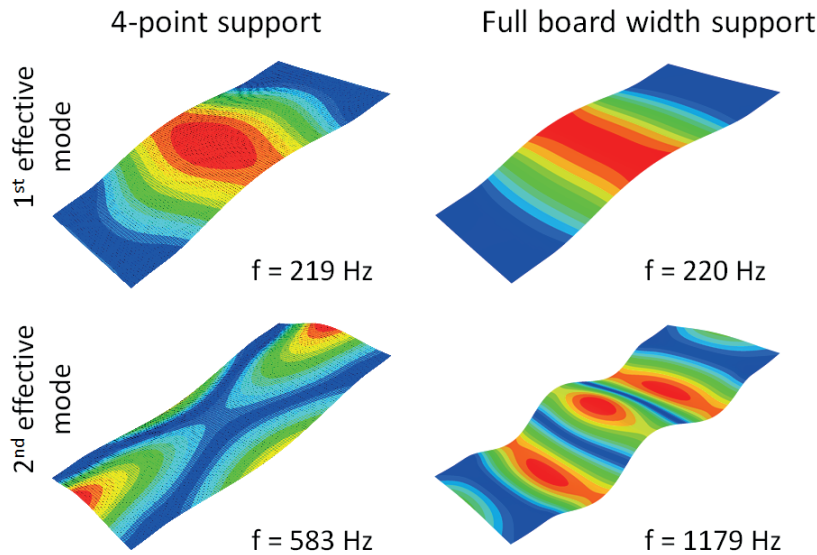 4-point support
Full board width support
1st effective
mode
f = 219 Hz
f = 220 Hz
2nd effective
mode
f = 583 Hz
f = 1179 Hz